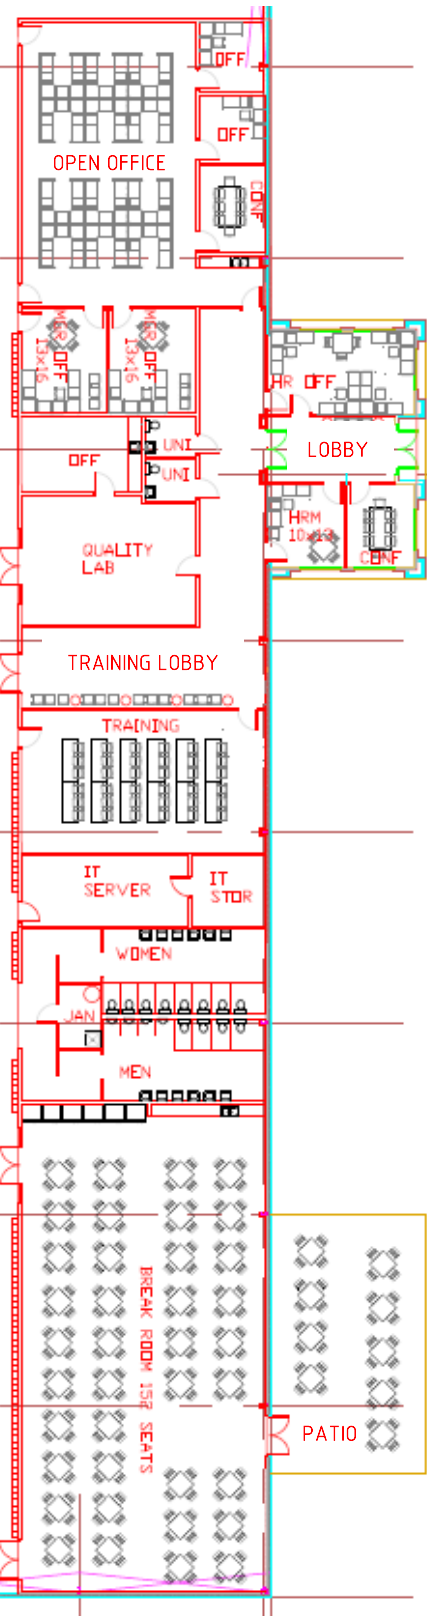 OFF
OFF
OPEN OFFICE
CONF
MGR OFF
13x16
MGR OFF
13x16
HR OFF
UNI
LOBBY
OFF
UNI
HRM
10x13
QUALITY
LAB
CONF
TRAINING LOBBY
TRAINING
IT
SERVER
IT
STOR
WOMEN
JAN
MEN
BREAK ROOM 152 SEATS
PATIO